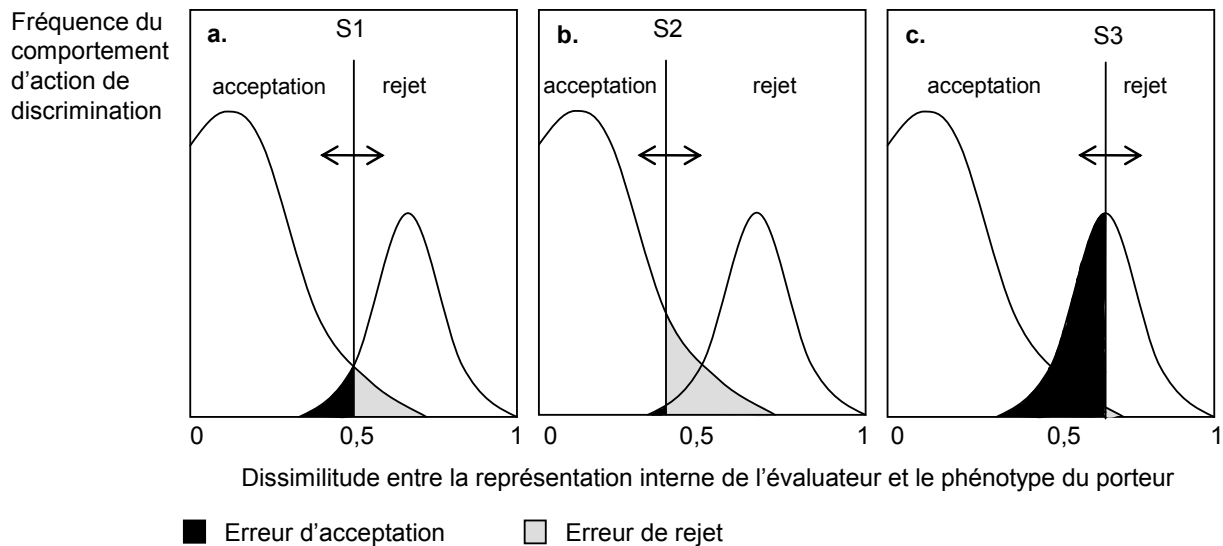 Fréquence du
comportement
d'action de
discrimination
a.
S1
acceptation
rejet
0
0,5
1
b.
S2
acceptation
rejet
0
0,5
1
c.
S3
acceptation
rejet
0
0,5
1
Dissimilitude entre la représentation interne de l'évaluateur et le phénotype du porteur
Erreur d'acceptation
Erreur de rejet